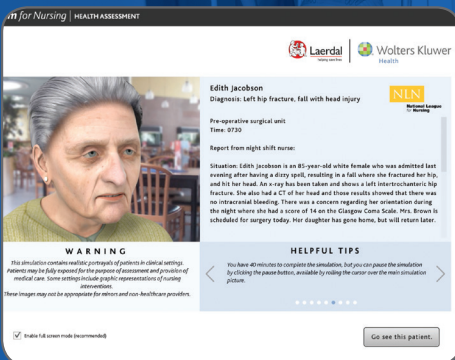 m for Nursing | HEALTH ASSESSMENT
Laerdal
helping save lives
Wolters Kluwer
Health
Edith Jacobson
Diagnosis: Left hip fracture, fall with head injury
NLN
National League
for Nursing
Pre-operative surgical unit
Time: 0730
Report from night shift nurse:
Situation: Edith Jacobson is an 85-year-old white female who was admitted last
evening after having a dizzy spell, resulting in a fall where she fractured her hip,
and hit her head. An x-ray has been taken and shows a left intertrochanteric hip
fracture. She also had a CT of her head and those results showed that there was
no intracranial bleeding. There was a concern regarding her orientation during
the night where she had a score of 14 on the Glasgow Coma Scale. Mrs. Brown is
scheduled for surgery today. Her daughter has gone home, but will return later.
WARNING
This simulation contains realistic portrayals of patients in clinical settings.
Patients may be fully exposed for the purpose of assessment and provision of
medical care. Some settings include graphic representations of nursing
interventions.
These images may not be appropriate for minors and non-healthcare providers.
HELPFUL TIPS
You have 40 minutes to complete the simulation, but you can pause the simulation
by clicking the pause button, available by roding the cursor over the main simulation
picture.
Enable full screen mode (recommended)
Go see this patient.